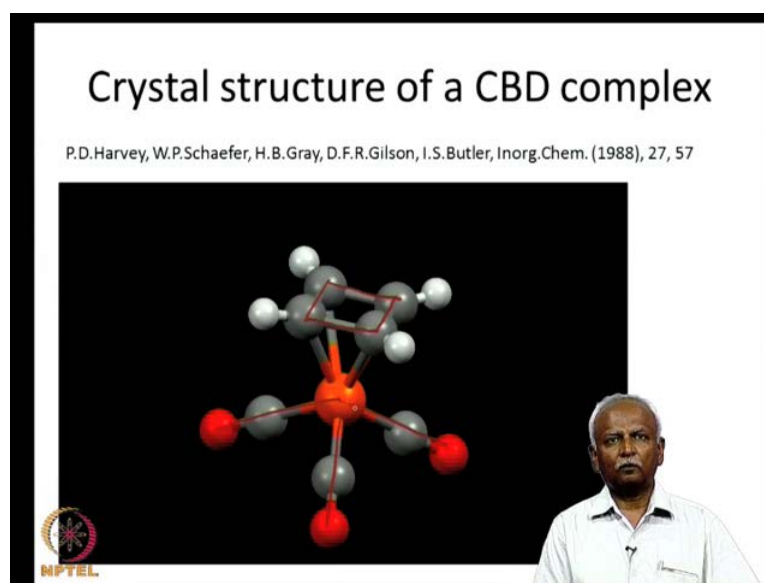 Crystal structure of a CBD complex
P.D.Harvey, W.P.Schaefer, H.B.Gray, D.F.R.Gilson, I.S.Butler, Inorg.Chem. (1988), 27, 57
NPTEL